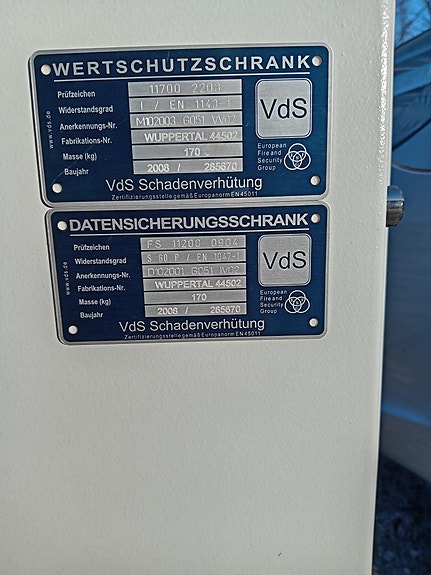 WERTSCHUTZSCHRANK
Prüfzeichen 11700 2203
Widerstandsgrad I / EN 1143-1
Anerkennungs-Nr. M102003 G051 VV02
Fabrikations-Nr. WUPPERTAL 44502
Masse (kg) 170
Baujahr 2008 / 285670
www.vds.de
VdS
European
Fire and
Security
Group
VdS Schadenverhütung
Zertifizierungsstelle gemäß Europanorm EN 45011
DATENSICHERUNGSSCHRANK
Prüfzeichen FS 11200 0904
Widerstandsgrad S 60 P / EN 1047-1
Anerkennungs-Nr. D102001 G051 VV02
Fabrikations-Nr. WUPPERTAL 44502
Masse (kg) 170
Baujahr 2008 / 285670
www.vds.de
VdS
European
Fire and
Security
Group
VdS Schadenverhütung
Zertifizierungsstelle gemäß Europanorm EN 45011